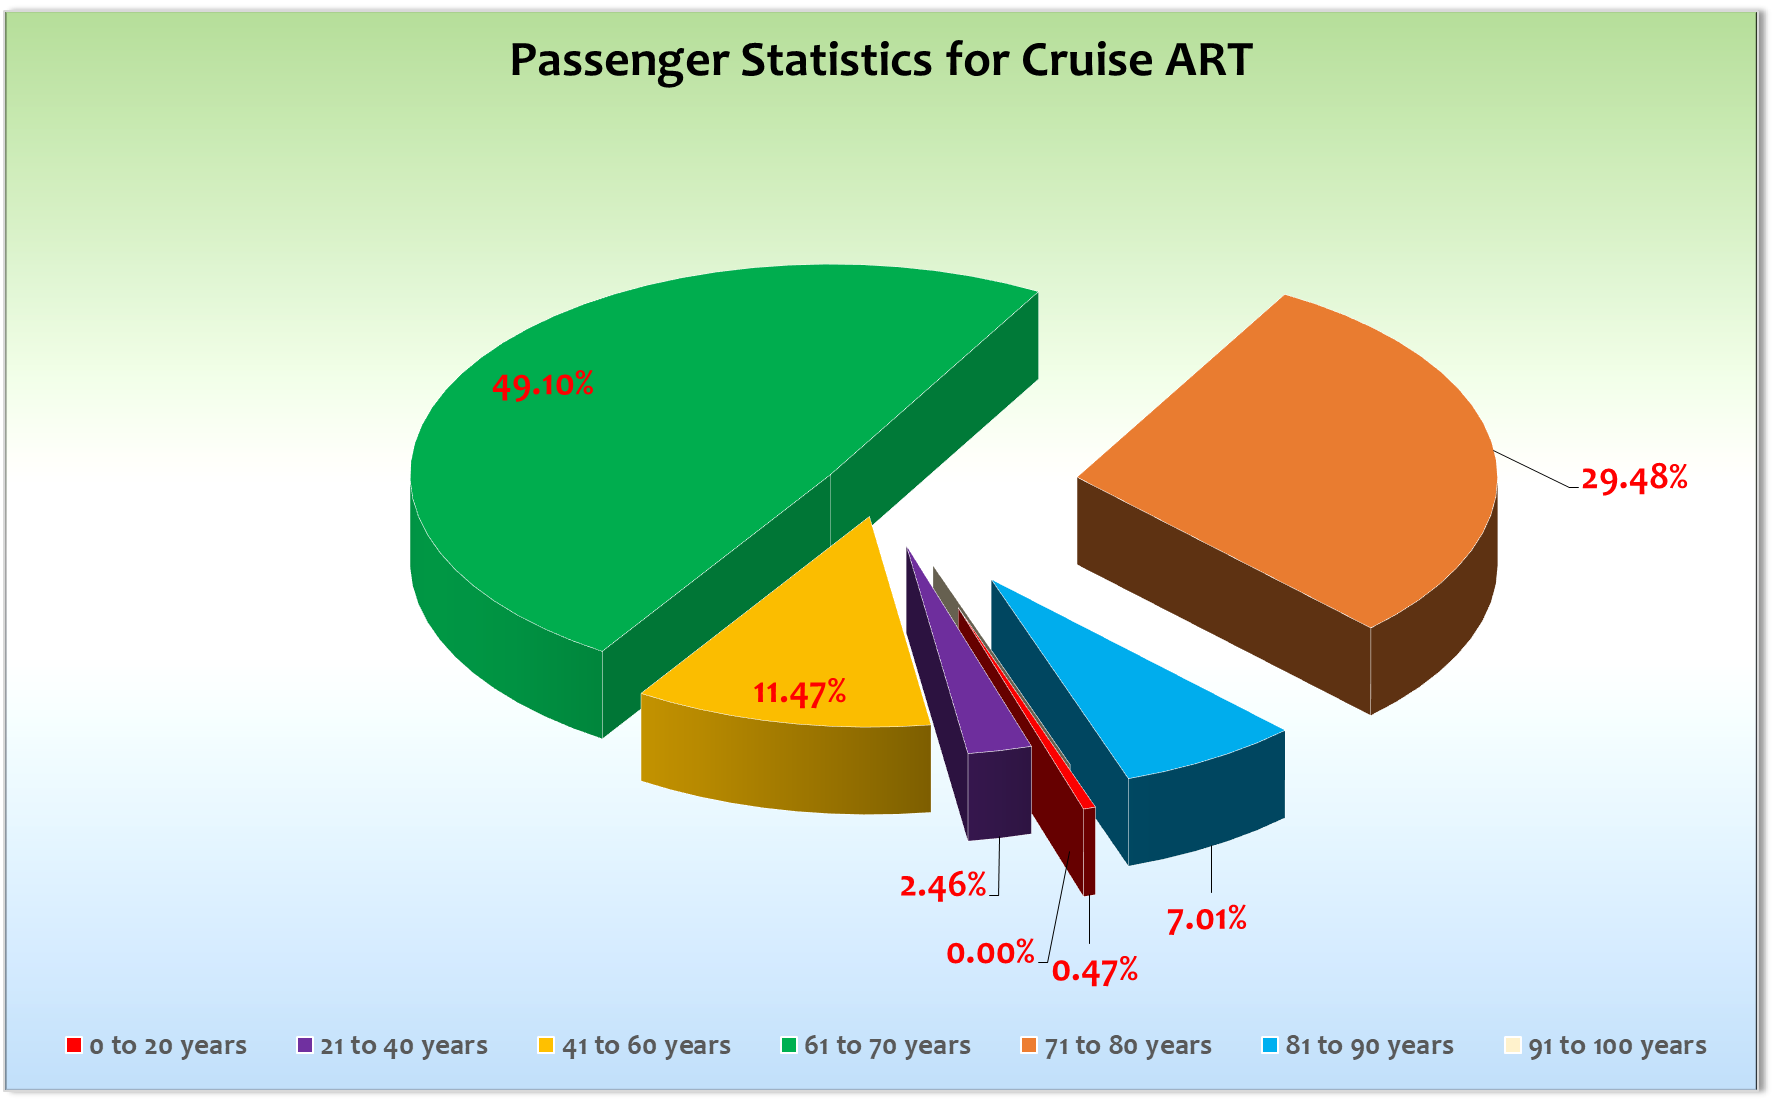 Passenger Statistics for Cruise ART
49.10%
29.48%
11.47%
2.46%
7.01%
0.00%
0.47%
0 to 20 years
21 to 40 years
41 to 60 years
61 to 70 years
71 to 80 years
81 to 90 years
91 to 100 years